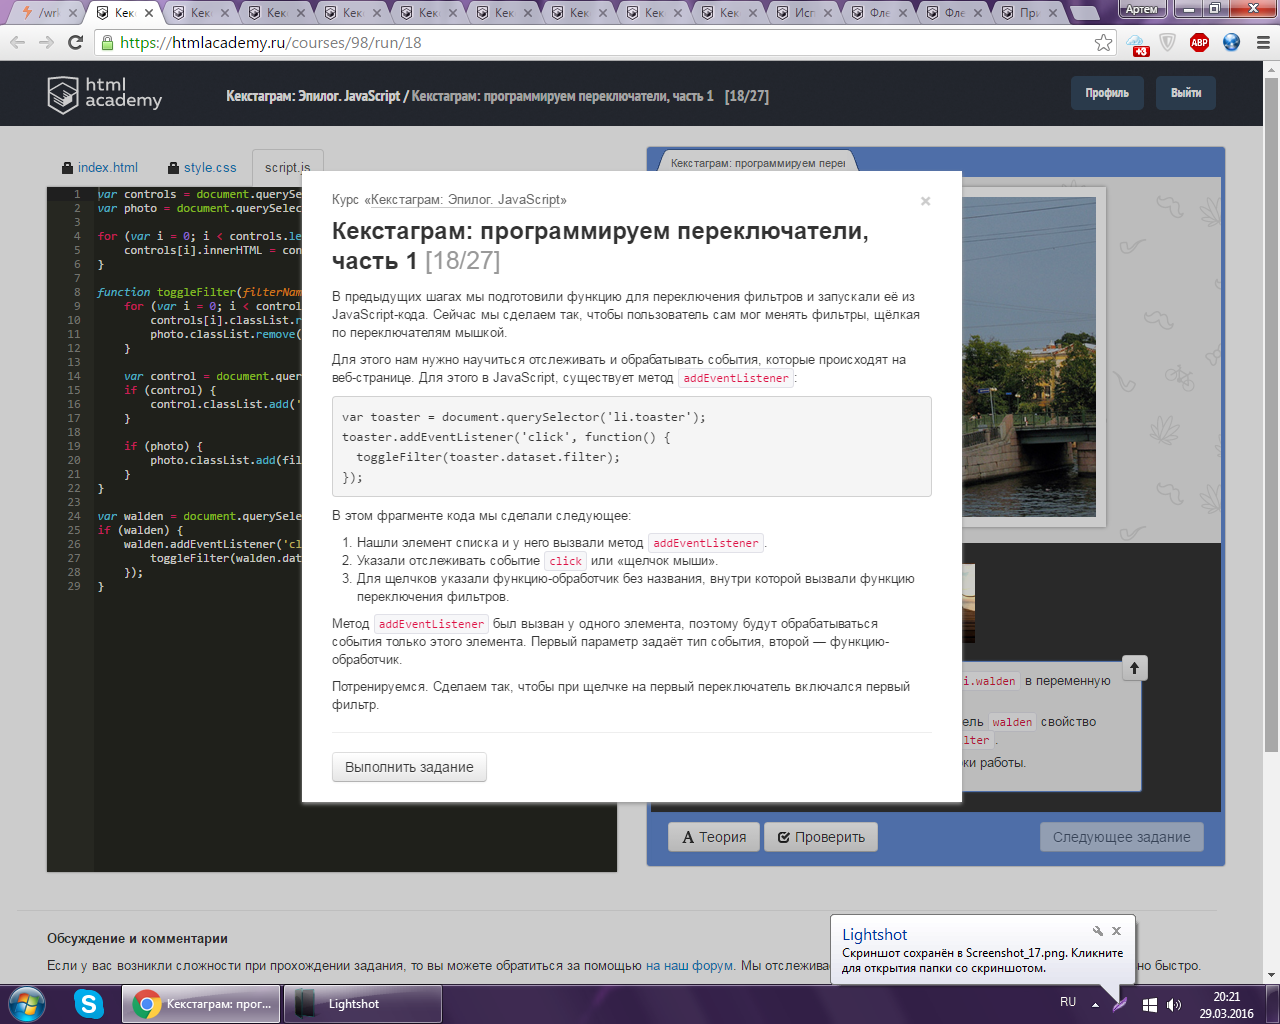 /wrk
Кек
Кек
Кек
Кек
Кек
Кек
Кек
Кек
Кек
Исп
Фле
Фле
При
Артем
https://htmlacademy.ru/courses/98/run/18
+3
ABP
html
academy
Кекстаграм: Эпилог. JavaScript / Кекстаграм: программируем переключатели, часть 1 [18/27]
Профиль
Выйти
index.html
style.css
script.js
Кекстаграм: программируем пере
1 var controls = document.querySe
2 var photo = document.querySelec
3
4 for (var i = 0; i < controls.le
5 controls[i].innerHTML = con
6 }
7
8 function toggleFilter(filterNam
9 for (var i = 0; i < control
10 controls[i].classList.r
11 photo.classList.remove(
12 }
13
14 var control = document.quer
15 if (control) {
16 control.classList.add('
17 }
18
19 if (photo) {
20 photo.classList.add(fil
21 }
22 }
23
24 var walden = document.querySele
25 if (walden) {
26 walden.addEventListener('cl
27 toggleFilter(walden.dat
28 });
29 }
Курс «Кекстаграм: Эпилог. JavaScript»
×
Кекстаграм: программируем переключатели,
часть 1 [18/27]
В предыдущих шагах мы подготовили функцию для переключения фильтров и запускали её из
JavaScript-кода. Сейчас мы сделаем так, чтобы пользователь сам мог менять фильтры, щёлкая
по переключателям мышкой.
Для этого нам нужно научиться отслеживать и обрабатывать события, которые происходят на
веб-странице. Для этого в JavaScript, существует метод addEventListener:
var toaster = document.querySelector('li.toaster');
toaster.addEventListener('click', function() {
toggleFilter(toaster.dataset.filter);
});
В этом фрагменте кода мы сделали следующее:
1. Нашли элемент списка и у него вызвали метод addEventListener.
2. Указали отслеживать событие click или «щелчок мыши».
3. Для щелчков указали функцию-обработчик без названия, внутри которой вызвали функцию
переключения фильтров.
Метод addEventListener был вызван у одного элемента, поэтому будут обрабатываться
события только этого элемента. Первый параметр задаёт тип события, второй — функцию-
обработчик.
Потренируемся. Сделаем так, чтобы при щелчке на первый переключатель включался первый
фильтр.
Выполнить задание
i.walden в переменную
ель walden свойство
lter.
ки работы.
Теория
Проверить
Следующее задание
Обсуждение и комментарии
Если у вас возникли сложности при прохождении задания, то вы можете обратиться за помощью на наш форум. Мы отслежива
но быстро.
Lightshot
Скриншот сохранён в Screenshot_17.png. Кликните
для открытия папки со скриншотом.
Кекстаграм: прог...
Lightshot
RU
20:21
29.03.2016